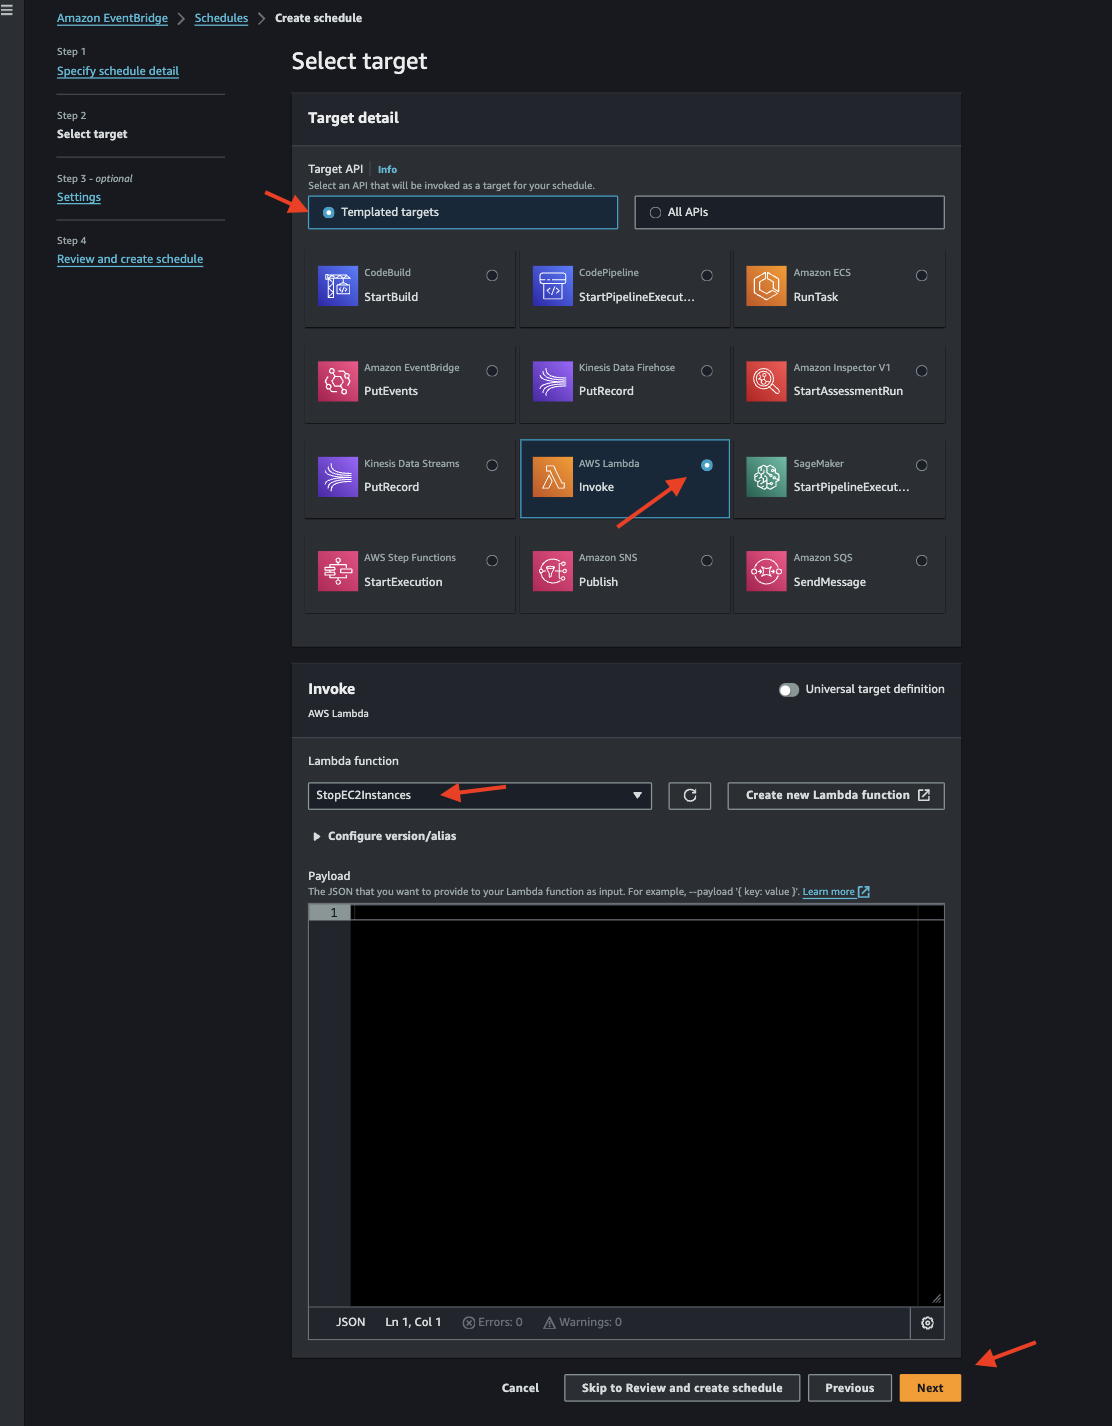 Amazon EventBridge > Schedules > Create schedule
Step 1
Specify schedule detail
Step 2
Select target
Step 3 - optional
Settings
Step 4
Review and create schedule
Select target
Target detail
Target API | Info
Select an API that will be invoked as a target for your schedule.
Templated targets
All APIs
CodeBuild
StartBuild
CodePipeline
StartPipelineExecut...
Amazon ECS
RunTask
Amazon EventBridge
PutEvents
Kinesis Data Firehose
PutRecord
Amazon Inspector V1
StartAssessmentRun
Kinesis Data Streams
PutRecord
AWS Lambda
Invoke
SageMaker
StartPipelineExecut...
AWS Step Functions
StartExecution
Amazon SNS
Publish
Amazon SQS
SendMessage
Invoke
AWS Lambda
Universal target definition
Lambda function
StopEC2Instances
Create new Lambda function
Configure version/alias
Payload
The JSON that you want to provide to your Lambda function as input. For example, --payload '{ key: value }'. Learn more
1
JSON Ln 1, Col 1 Errors: 0 Warnings: 0
Cancel
Skip to Review and create schedule
Previous
Next